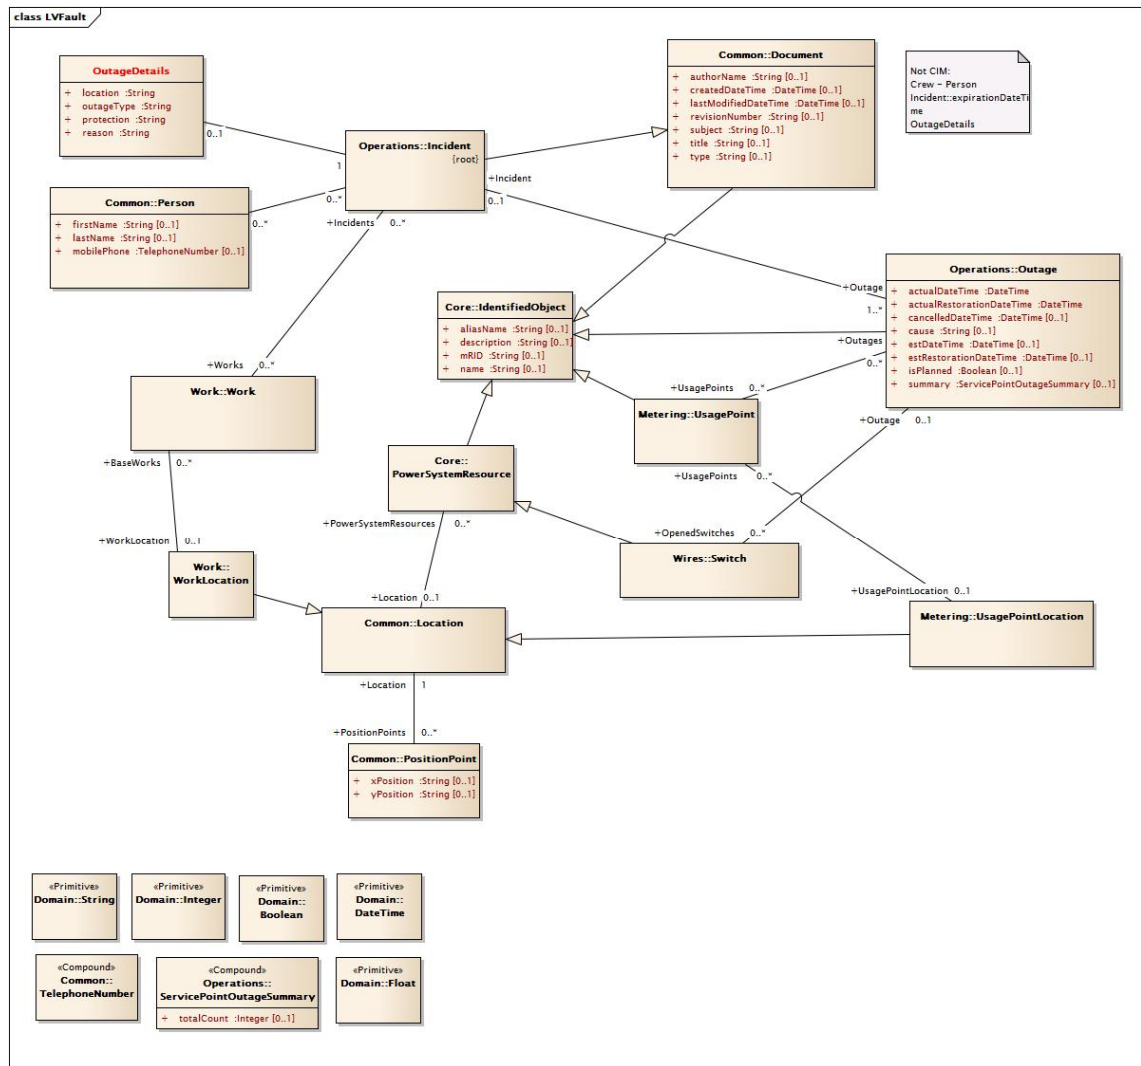 class LVFault
OutageDetails
+ location :String
+ outageType :String
+ protection :String
+ reason :String
0..1
1
Operations::Incident
{root}
Common::Document
+ authorName :String [0..1]
+ createdDateTime :DateTime [0..1]
+ lastModifiedDateTime :DateTime [0..1]
+ revisionNumber :String [0..1]
+ subject :String [0..1]
+ title :String [0..1]
+ type :String [0..1]
Not CIM:
Crew - Person
Incident::expirationDateTi
me
OutageDetails
Common::Person
+ firstName :String [0..1]
+ lastName :String [0..1]
+ mobilePhone :TelephoneNumber [0..1]
0..*
0..*
+Incident
0..1
+Incidents 0..*
+Outage
1..*
Operations::Outage
+ actualDateTime :DateTime
+ actualRestorationDateTime :DateTime
+ cancelledDateTime :DateTime [0..1]
+ cause :String [0..1]
+ estDateTime :DateTime [0..1]
+ estRestorationDateTime :DateTime [0..1]
+ isPlanned :Boolean [0..1]
+ summary :ServicePointOutageSummary [0..1]
Core::IdentifiedObject
+ aliasName :String [0..1]
+ description :String [0..1]
+ mRID :String [0..1]
+ name :String [0..1]
+Outages
0..*
+Works 0..*
Work::Work
+UsagePoints 0..*
Metering::UsagePoint
+Outage 0..1
+BaseWorks 0..*
Core::
PowerSystemResource
+UsagePoints 0..*
+PowerSystemResources 0..*
+OpenedSwitches 0..*
Wires::Switch
+WorkLocation 0..1
Work::
WorkLocation
+Location 0..1
Common::Location
+UsagePointLocation 0..1
Metering::UsagePointLocation
+Location 1
+PositionPoints 0..*
Common::PositionPoint
+ xPosition :String [0..1]
+ yPosition :String [0..1]
«Primitive»
Domain::String
«Primitive»
Domain::Integer
«Primitive»
Domain::
Boolean
«Primitive»
Domain::
DateTime
«Compound»
Common::
TelephoneNumber
«Compound»
Operations::
ServicePointOutageSummary
+ totalCount :Integer [0..1]
«Primitive»
Domain::Float